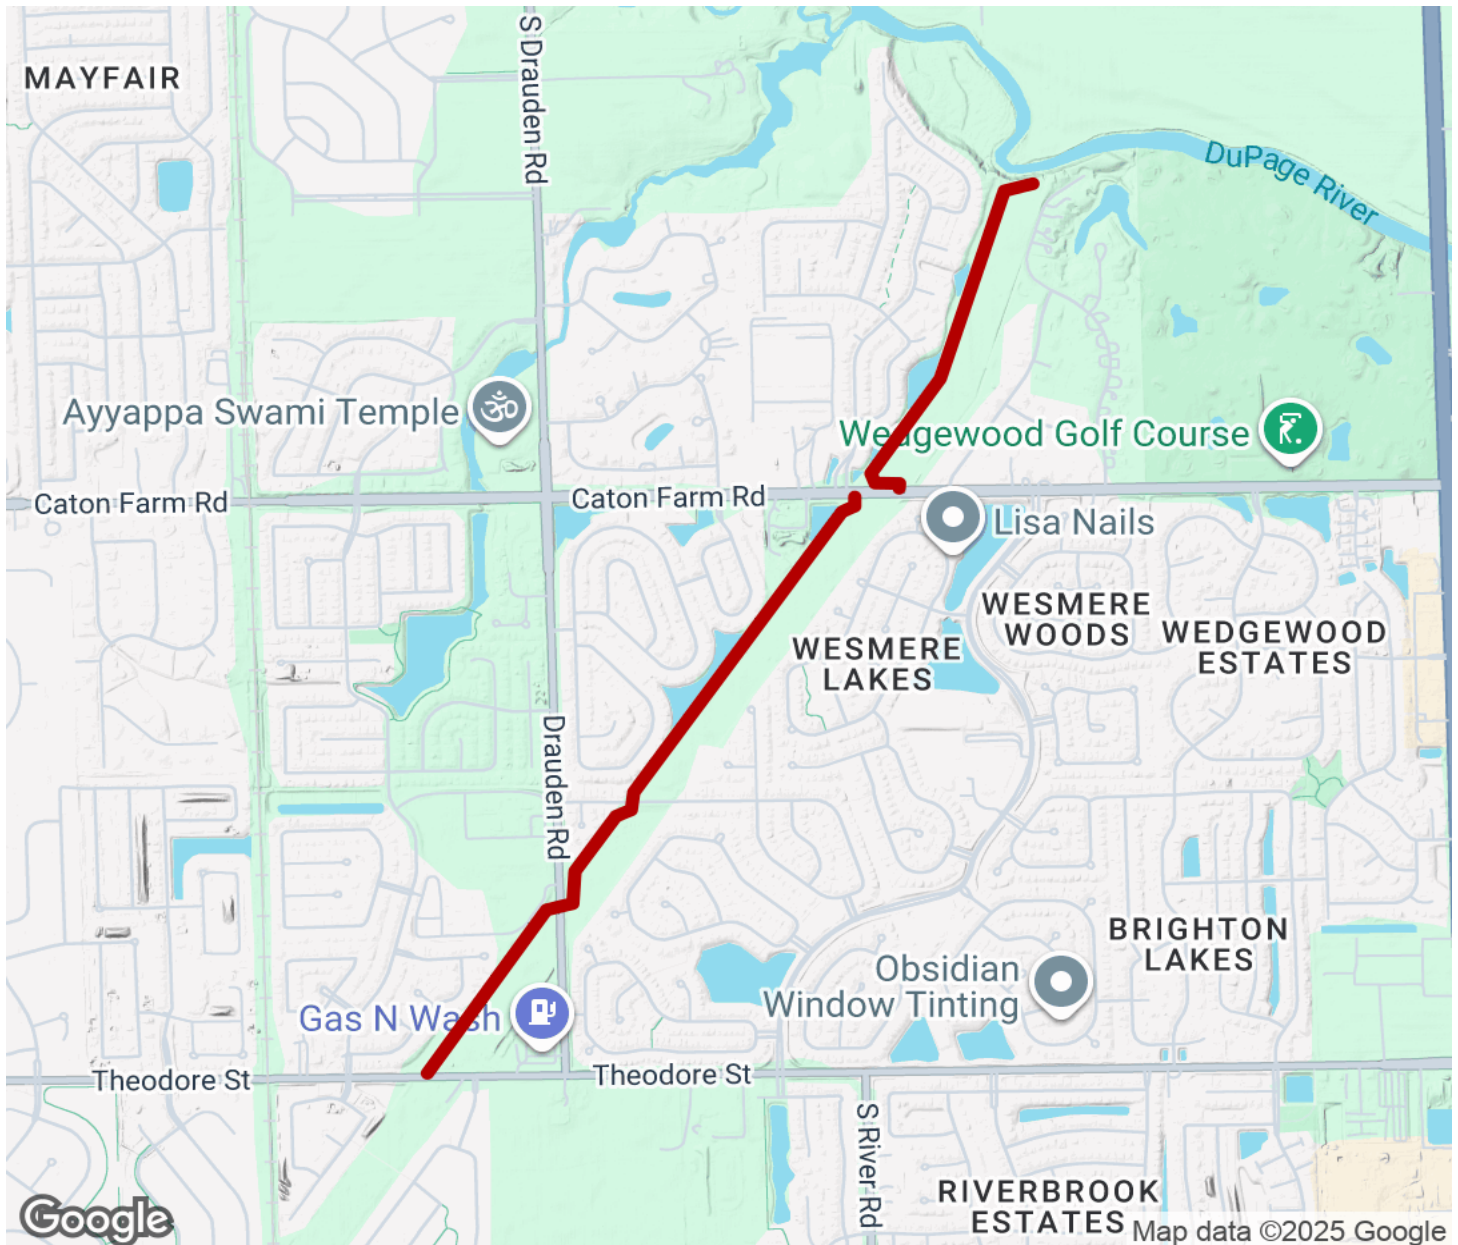 MAYFAIR
S Drauden Rd
DuPage River
Ayyappa Swami Temple
Wedgewood Golf Course
Caton Farm Rd
Caton Farm Rd
Lisa Nails
WESMERE
WOODS
WEDGEWOOD
ESTATES
WESMERE
LAKES
Drauden Rd
BRIGHTON
LAKES
Obsidian
Window Tinting
Gas N Wash
Theodore St
Theodore St
S River Rd
RIVERBROOK
ESTATES
Google
Map data ©2025 Google